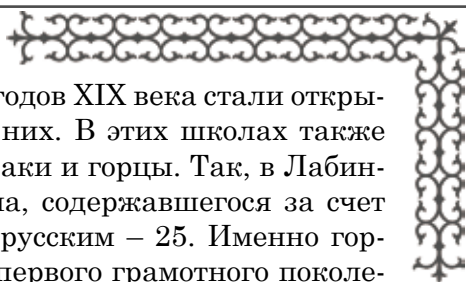 годов XIX века стали откры-
них. В этих школах также
аки и горцы. Так, в Лабин-
а, содержавшегося за счет
русским – 25. Именно гор-
первого грамотного поколе-